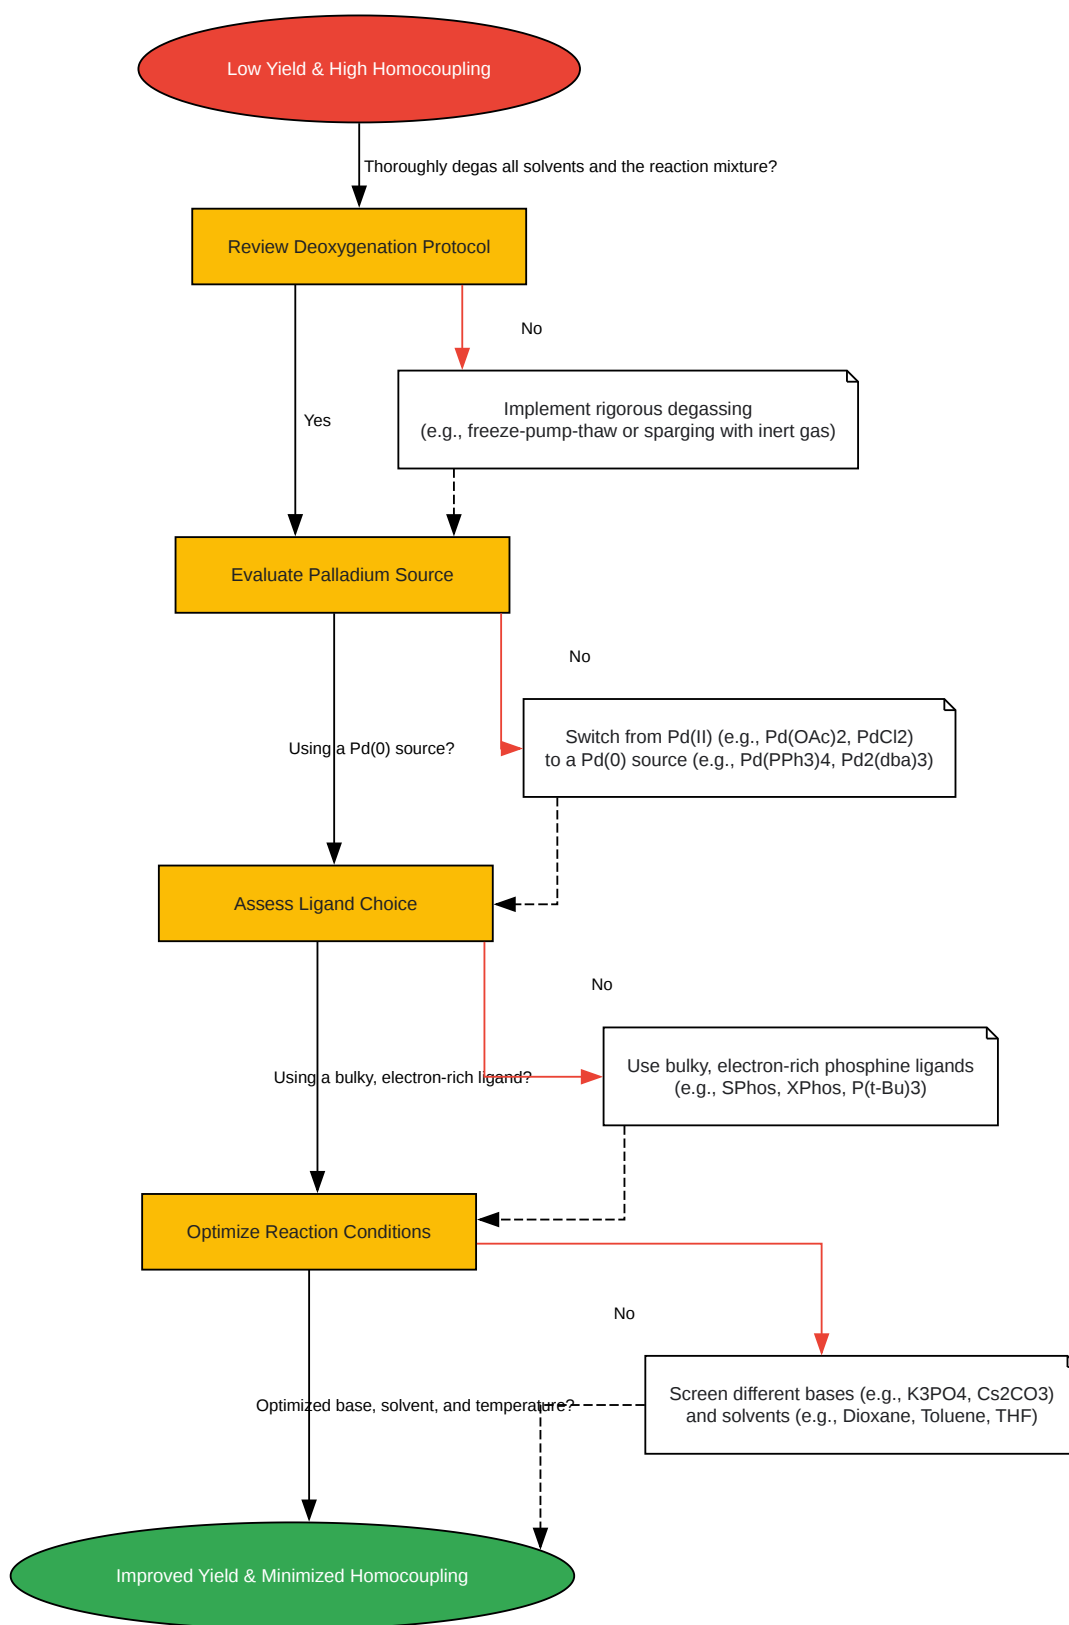 Low Yield & High Homocoupling
Thoroughly degas all solvents and the reaction mixture?
Review Deoxygenation Protocol
No
Implement rigorous degassing
(e.g., freeze-pump-thaw or sparging with inert gas)
Yes
Evaluate Palladium Source
No
Switch from Pd(II) (e.g., Pd(OAc)2, PdCl2)
to a Pd(0) source (e.g., Pd(PPh3)4, Pd2(dba)3)
Using a Pd(0) source?
Assess Ligand Choice
No
Use bulky, electron-rich phosphine ligands
(e.g., SPhos, XPhos, P(t-Bu)3)
Using a bulky, electron-rich ligand?
Optimize Reaction Conditions
No
Screen different bases (e.g., K3PO4, Cs2CO3)
and solvents (e.g., Dioxane, Toluene, THF)
Optimized base, solvent, and temperature?
Improved Yield & Minimized Homocoupling